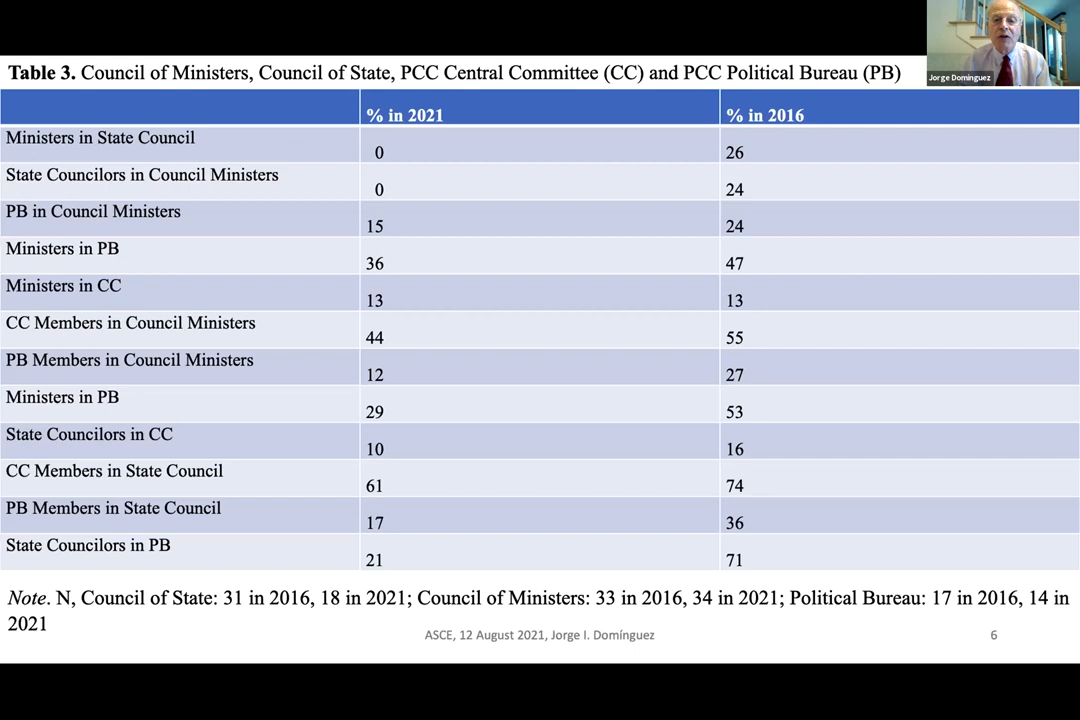 Jorge Domínguez
Table 3. Council of Ministers, Council of State, PCC Central Committee (CC) and PCC Political Bureau (PB)
% in 2021 % in 2016
Ministers in State Council 0 26
State Councilors in Council Ministers 0 24
PB in Council Ministers 15 24
Ministers in PB 36 47
Ministers in CC 13 13
CC Members in Council Ministers 44 55
PB Members in Council Ministers 12 27
Ministers in PB 29 53
State Councilors in CC 10 16
CC Members in State Council 61 74
PB Members in State Council 17 36
State Councilors in PB 21 71
Note. N, Council of State: 31 in 2016, 18 in 2021; Council of Ministers: 33 in 2016, 34 in 2021; Political Bureau: 17 in 2016, 14 in
2021
ASCE, 12 August 2021, Jorge I. Domínguez 6